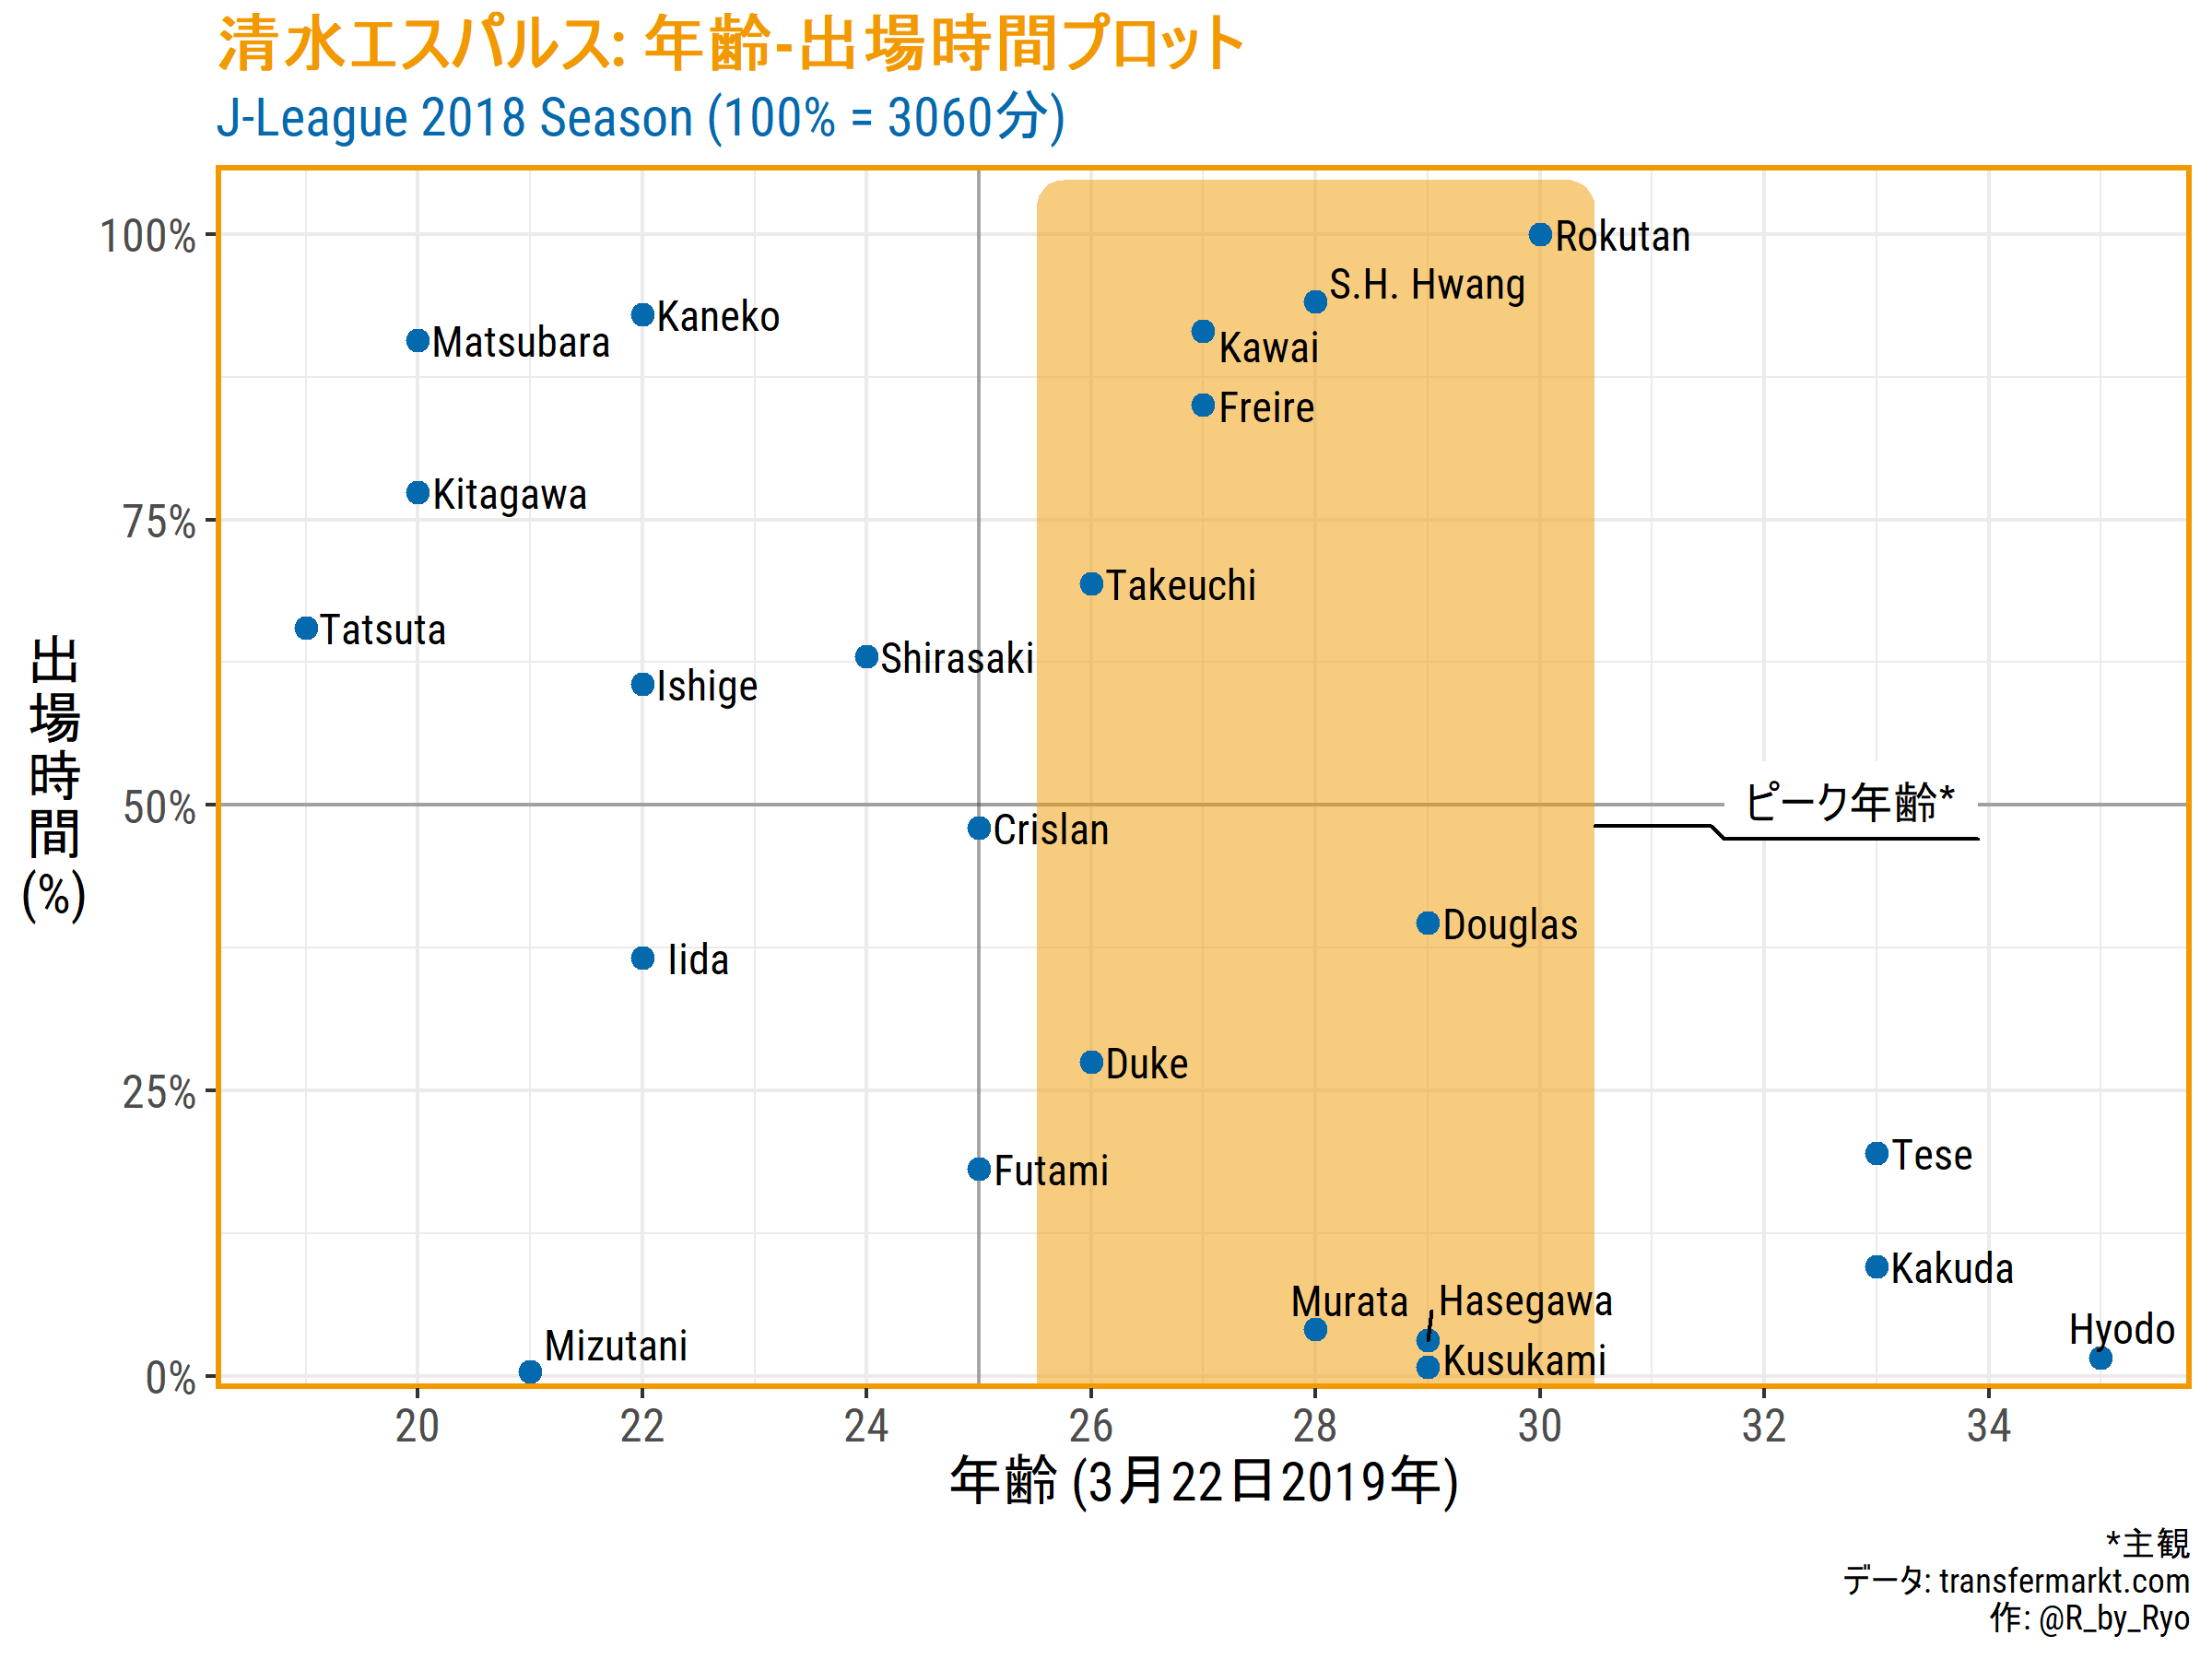 清水エスパルス: 年齢-出場時間プロット
J-League 2018 Season (100% = 3060分)
出場時間(%)
100%
75%
50%
25%
0%
Rokutan
S.H. Hwang
Kaneko
Matsubara
Kawai
Freire
Kitagawa
Takeuchi
Tatsuta
Shirasaki
Ishige
ピーク年齢*
Crislan
Douglas
Iida
Duke
Tese
Futami
Kakuda
Murata
Hasegawa
Hyodo
Mizutani
Kusukami
20 22 24 26 28 30 32 34
年齢 (3月22日2019年)
*主観
データ: transfermarkt.com
作: @R_by_Ryo